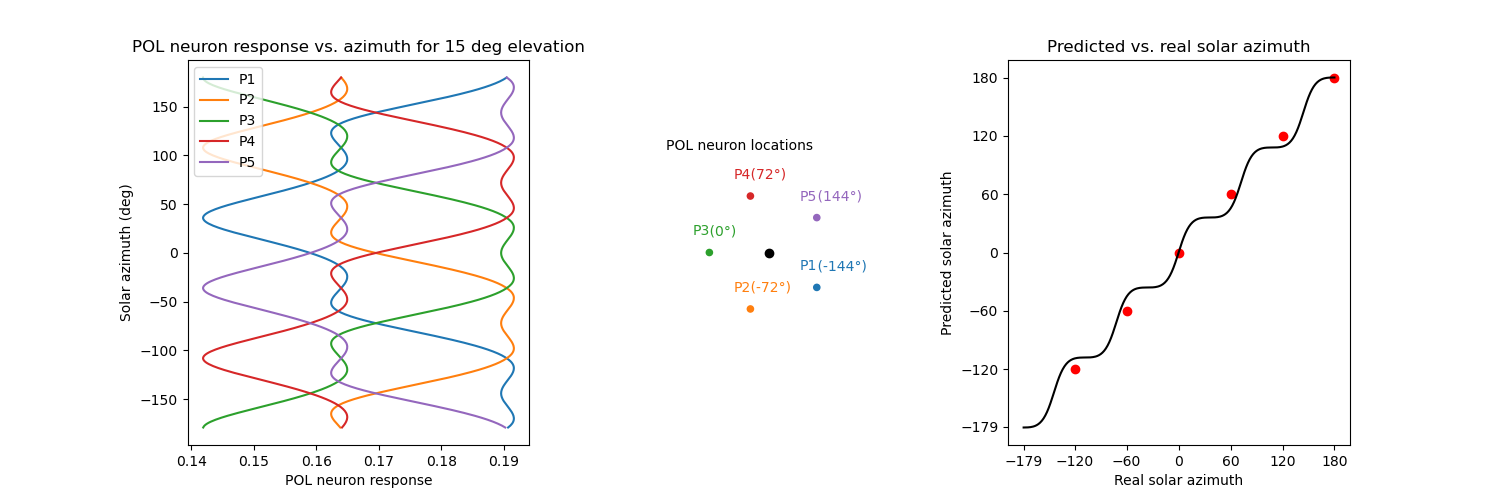 POL neuron response vs. azimuth for 15 deg elevation
P1
P2
P3
P4
P5
150
100
50
0
−50
−100
−150
Solar azimuth (deg)
0.14 0.15 0.16 0.17 0.18 0.19
POL neuron response
POL neuron locations
P4(72°)
P5(144°)
P3(0°)
P1(-144°)
P2(-72°)
Predicted vs. real solar azimuth
180
120
60
0
−60
−120
−179
Predicted solar azimuth
−179 −120 −60 0 60 120 180
Real solar azimuth